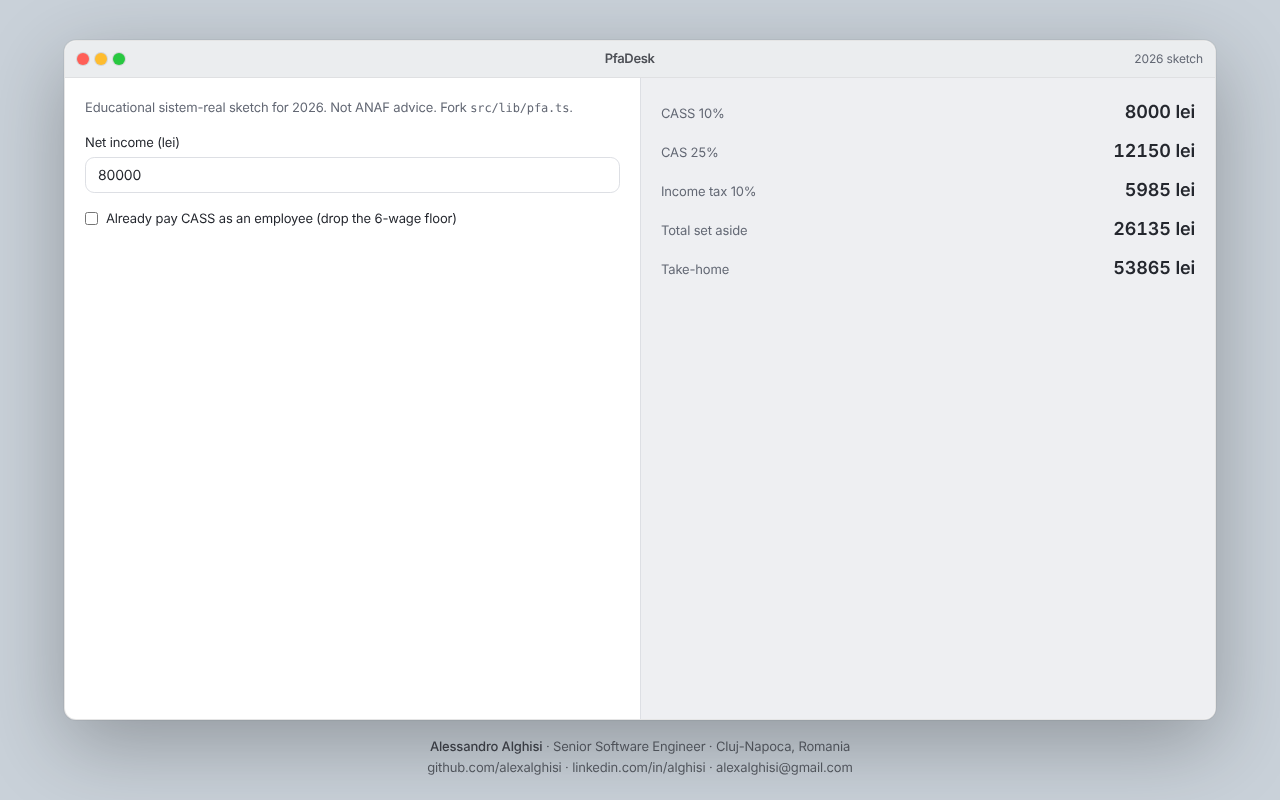 PfaDesk
2026 sketch
Educational sistem-real sketch for 2026. Not ANAF advice. Fork src/lib/pfa.ts.
Net income (lei)
80000
Already pay CASS as an employee (drop the 6-wage floor)
CASS 10% 8000 lei
CAS 25% 12150 lei
Income tax 10% 5985 lei
Total set aside 26135 lei
Take-home 53865 lei
Alessandro Alghisi · Senior Software Engineer · Cluj-Napoca, Romania
github.com/alexalghisi · linkedin.com/in/alghisi · alexalghisi@gmail.com